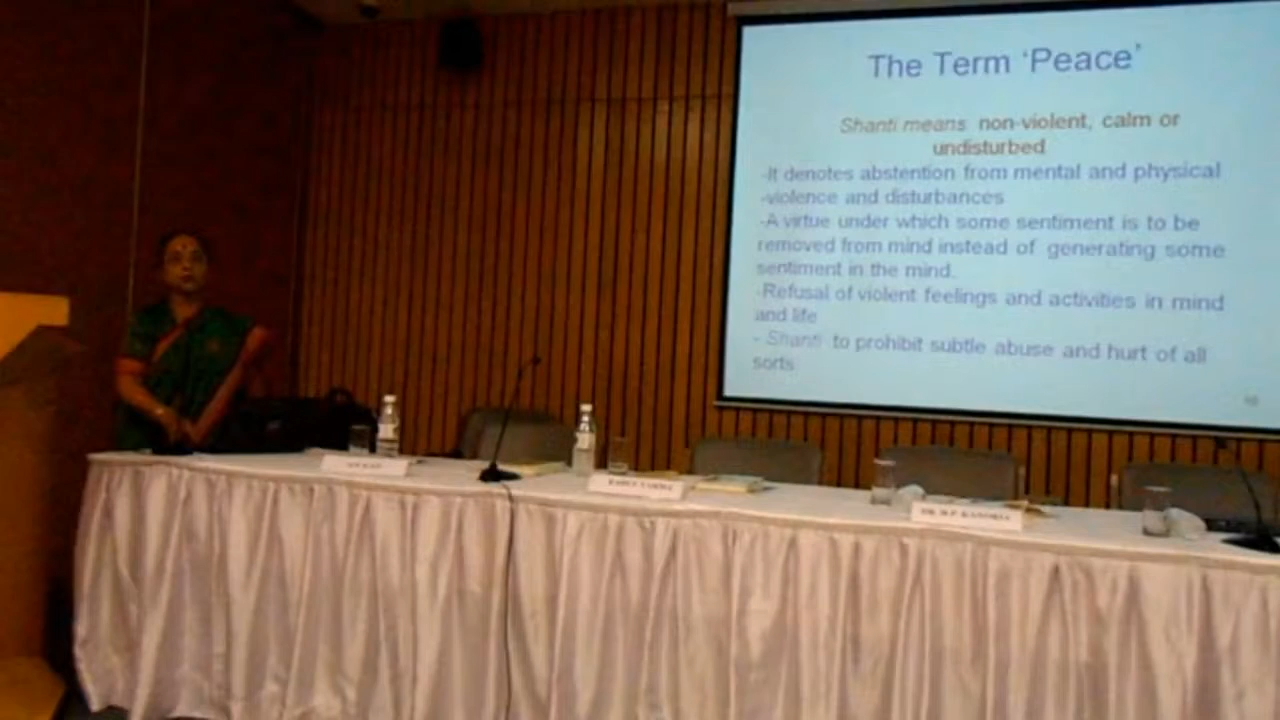 The Term 'Peace'
Shanti means non-violent, calm or
undisturbed
-It denotes abstention from mental and physical
-violence and disturbances
-A virtue under which some sentiment is to be
removed from mind instead of generating some
sentiment in the mind.
-Refusal of violent feelings and activities in mind
and life
- Shanti to prohibit subtle abuse and hurt of all
sorts